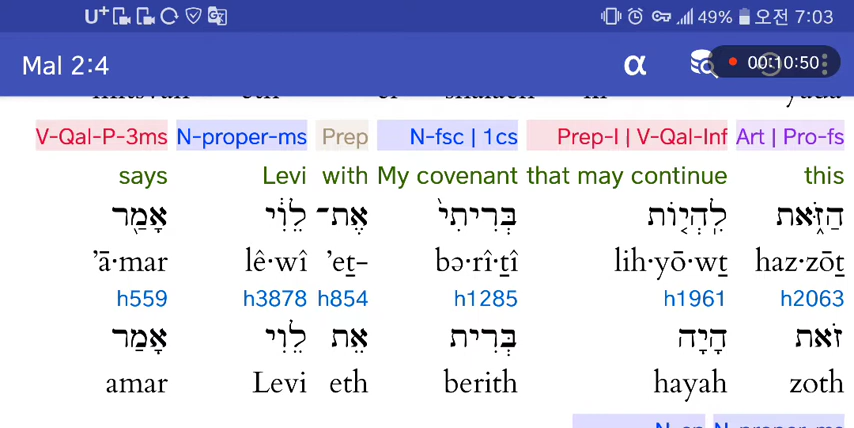 U+ 49% 오전 7:03
Mal 2:4 α 00:10:50
V-Qal-P-3ms N-proper-ms Prep N-fsc | 1cs Prep-l | V-Qal-Inf Art | Pro-fs
says Levi with My covenant that may continue this
הַזֹּ֑את לִֽהְי֤וֹת בְּרִיתִי֙ אֶת־ לֵוִ֔י אָמַ֖ר
’ā·mar lê·wî ’eṯ- bə·rî·ṯî lih·yō·wṯ haz·zōṯ
h559 h3878 h854 h1285 h1961 h2063
זֹאת הָיָה בְּרִית אֵת לֵוִי אָמַר
amar Levi eth berith hayah zoth